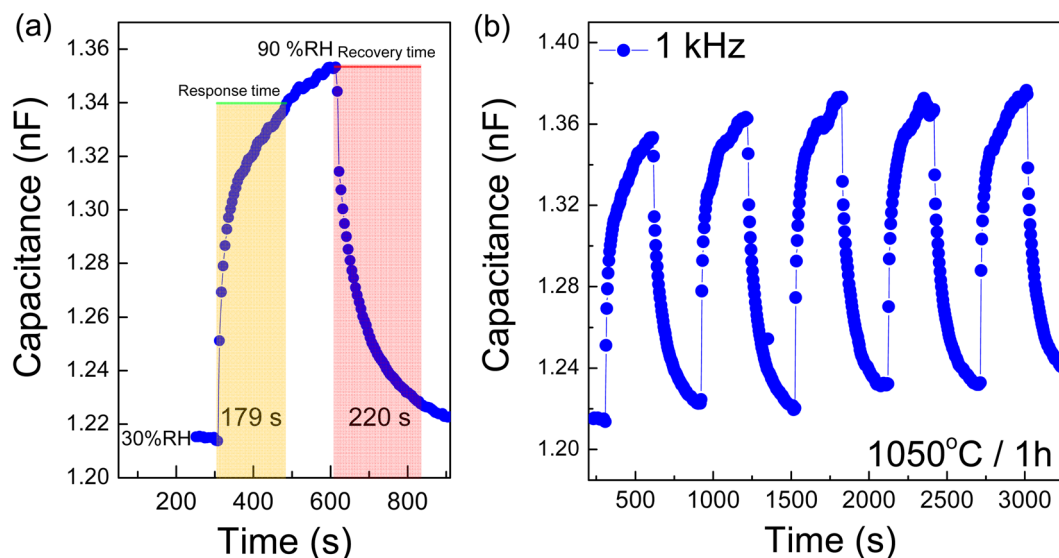 (a)
90 %RH
Recovery time
Response time
179 s
220 s
30%RH
1.36
1.34
1.32
1.30
1.28
1.26
1.24
1.22
1.20
Capacitance (nF)
200
400
600
800
Time (s)
(b)
1 kHz
1050°C / 1h
1.40
1.36
1.32
1.28
1.24
1.20
Capacitance (nF)
500
1000
1500
2000
2500
3000
Time (s)